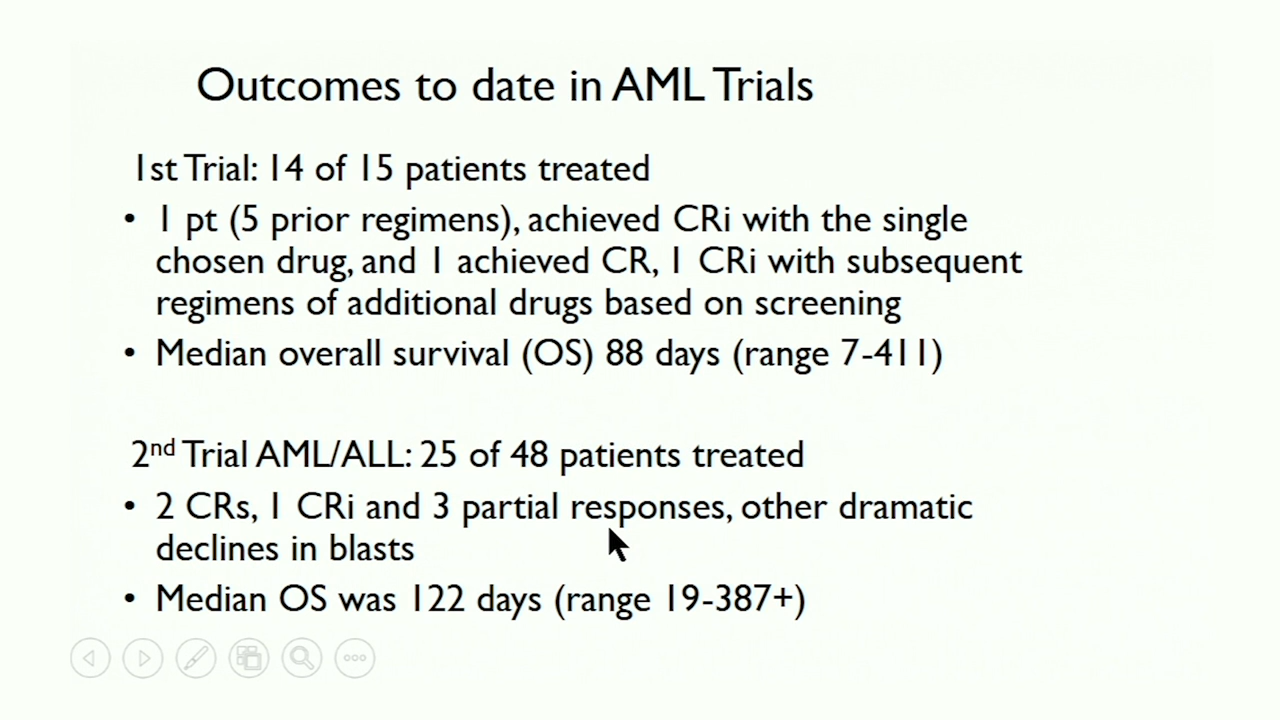 Outcomes to date in AML Trials
1st Trial: 14 of 15 patients treated
• 1 pt (5 prior regimens), achieved CRi with the single
chosen drug, and 1 achieved CR, 1 CRi with subsequent
regimens of additional drugs based on screening
• Median overall survival (OS) 88 days (range 7-411)
2nd Trial AML/ALL: 25 of 48 patients treated
• 2 CRs, 1 CRi and 3 partial responses, other dramatic
declines in blasts
• Median OS was 122 days (range 19-387+)